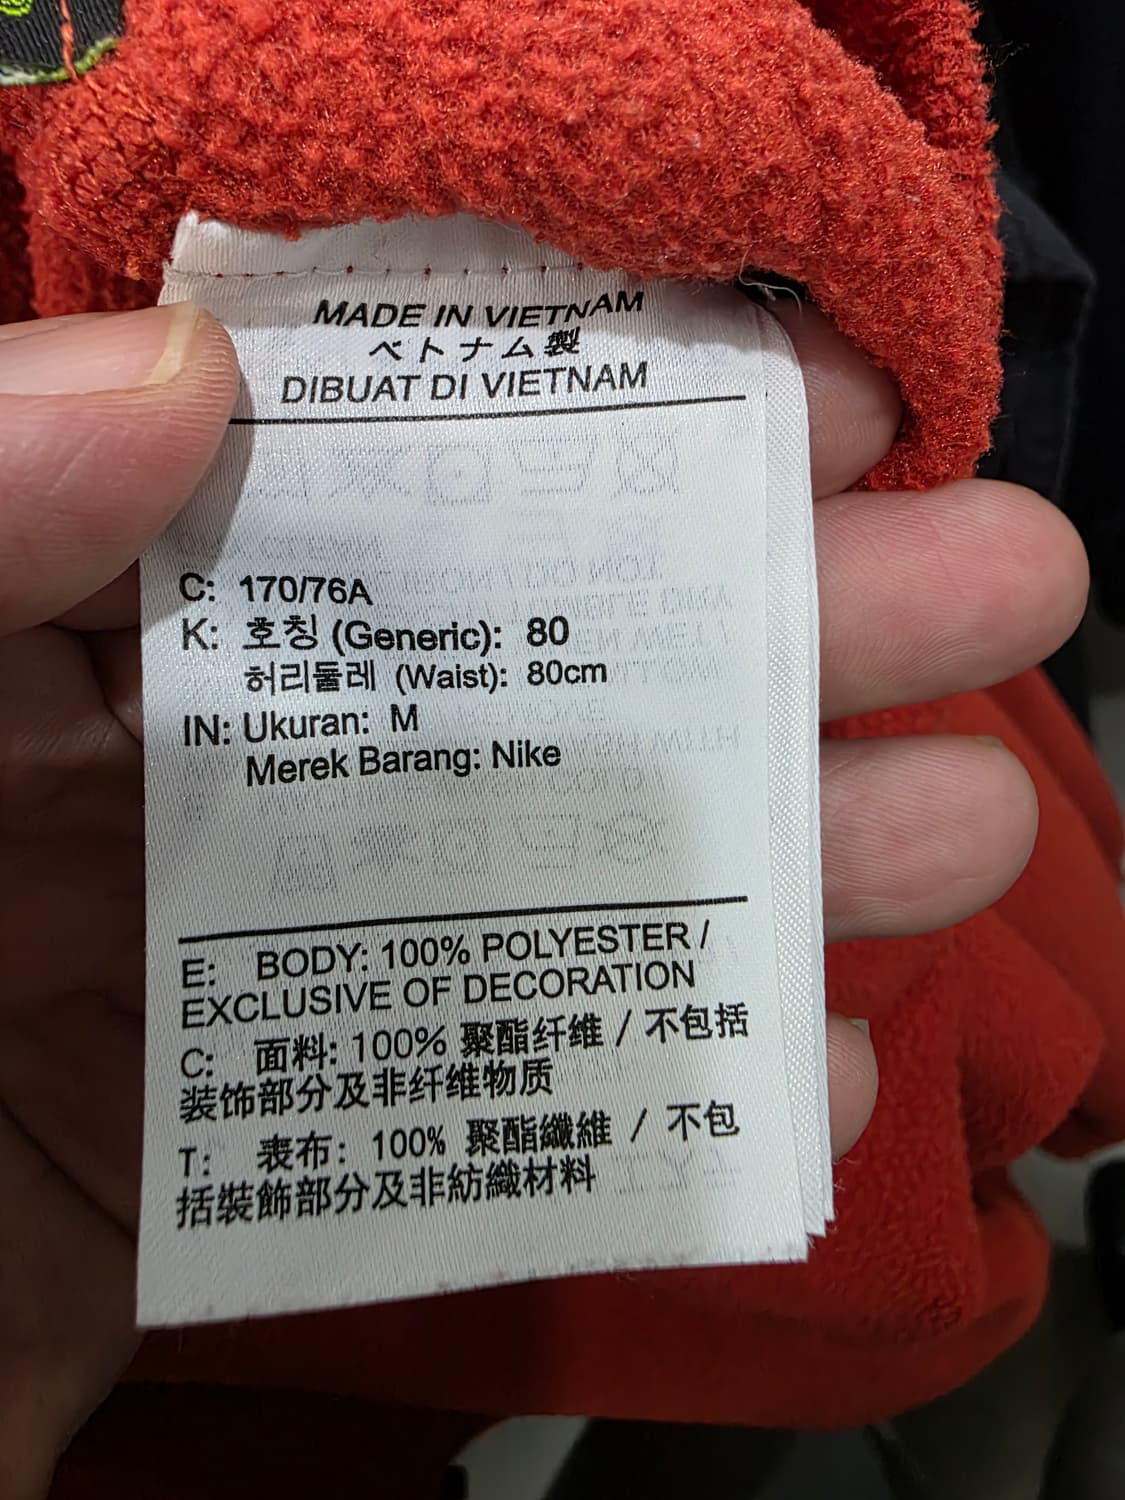 MADE IN VIETNAM
ベトナム製
DIBUAT DI VIETNAM
C: 170/76A
K: 호칭 (Generic): 80
허리둘레 (Waist): 80cm
IN: Ukuran: M
Merek Barang: Nike
E: BODY: 100% POLYESTER /
EXCLUSIVE OF DECORATION
C: 面料: 100% 聚酯纤维 / 不包括
装饰部分及非纤维物质
T: 表布: 100% 聚酯纖維 / 不包
括裝飾部分及非紡織材料